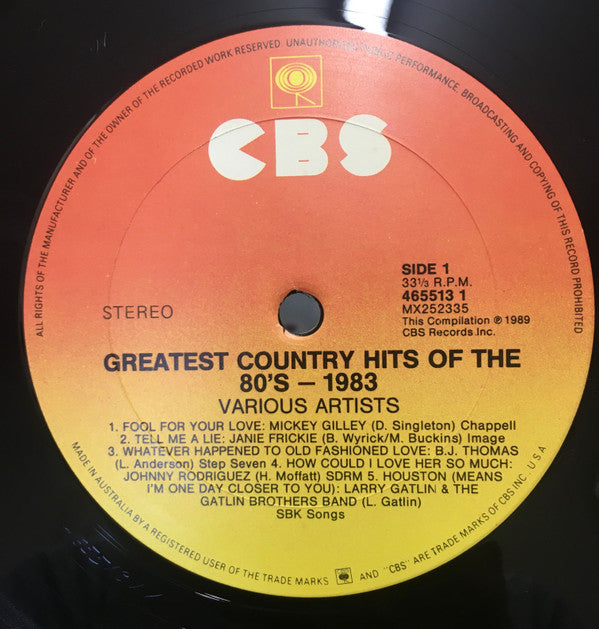 ALL RIGHTS OF THE MANUFACTURER AND OF THE OWNER OF THE RECORDED WORK RESERVED. UNAUTHORISED PUBLIC PERFORMANCE, BROADCASTING AND COPYING OF THIS RECORD PROHIBITED
CBS
SIDE 1
33⅓ R.P.M.
465513 1
MX252335
STEREO
This Compilation ℗ 1989
CBS Records Inc.
GREATEST COUNTRY HITS OF THE
80'S – 1983
VARIOUS ARTISTS
1. FOOL FOR YOUR LOVE: MICKEY GILLEY (D. Singleton) Chappell
2. TELL ME A LIE: JANIE FRICKIE (B. Wyrick/M. Buckins) Image
3. WHATEVER HAPPENED TO OLD FASHIONED LOVE: B.J. THOMAS
(L. Anderson) Step Seven 4. HOW COULD I LOVE HER SO MUCH:
JOHNNY RODRIGUEZ (H. Moffatt) SDRM 5. HOUSTON (MEANS
I'M ONE DAY CLOSER TO YOU): LARRY GATLIN & THE
GATLIN BROTHERS BAND (L. Gatlin)
SBK Songs
MADE IN AUSTRALIA BY A REGISTERED USER OF THE TRADE MARKS AND "CBS" ARE TRADE MARKS OF CBS INC. U S A